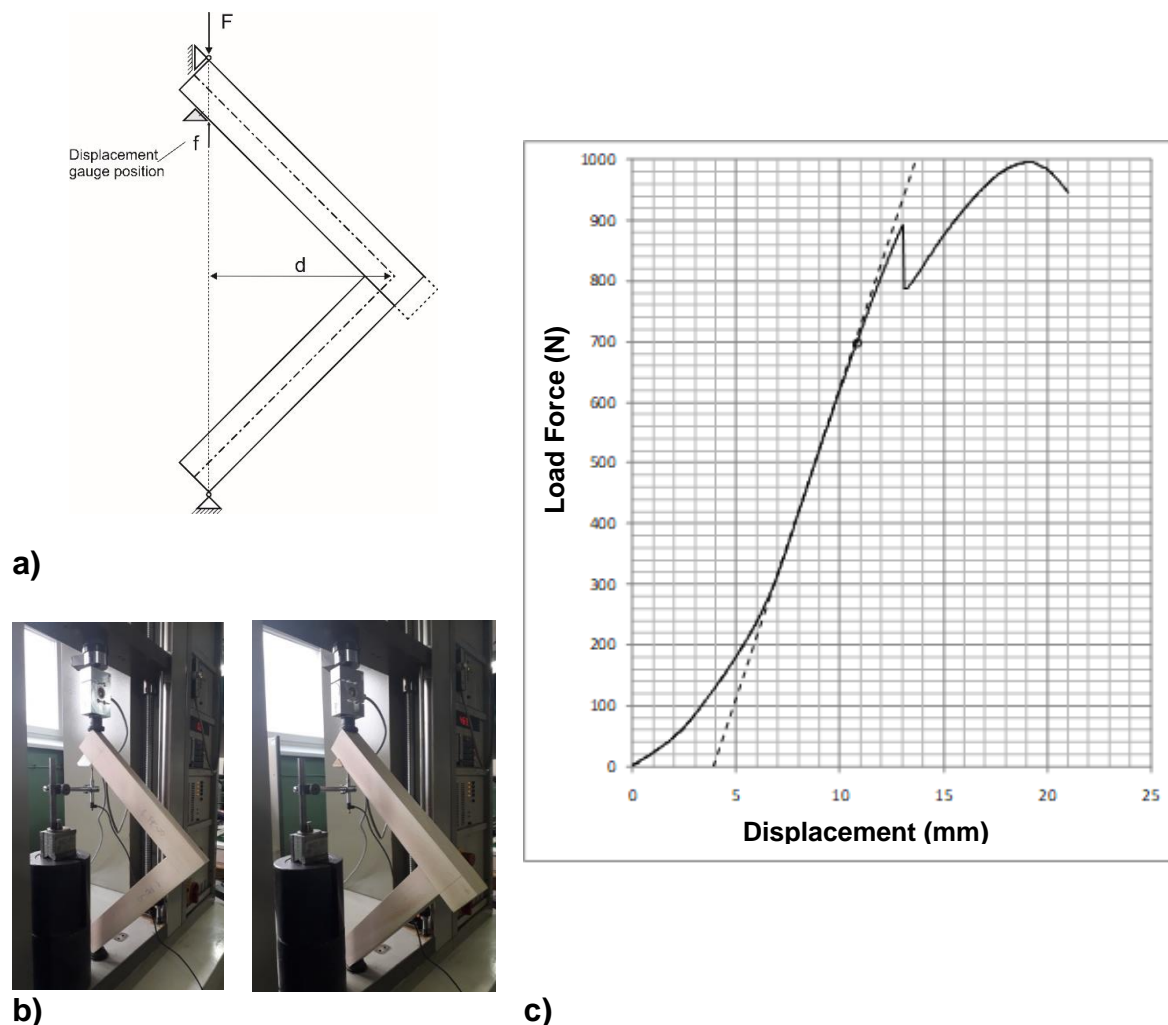 F
f
Displacement
gauge position
d
a)
b)
Load Force (N)
1000
900
800
700
600
500
400
300
200
100
0
0 5 10 15 20 25
Displacement (mm)
c)